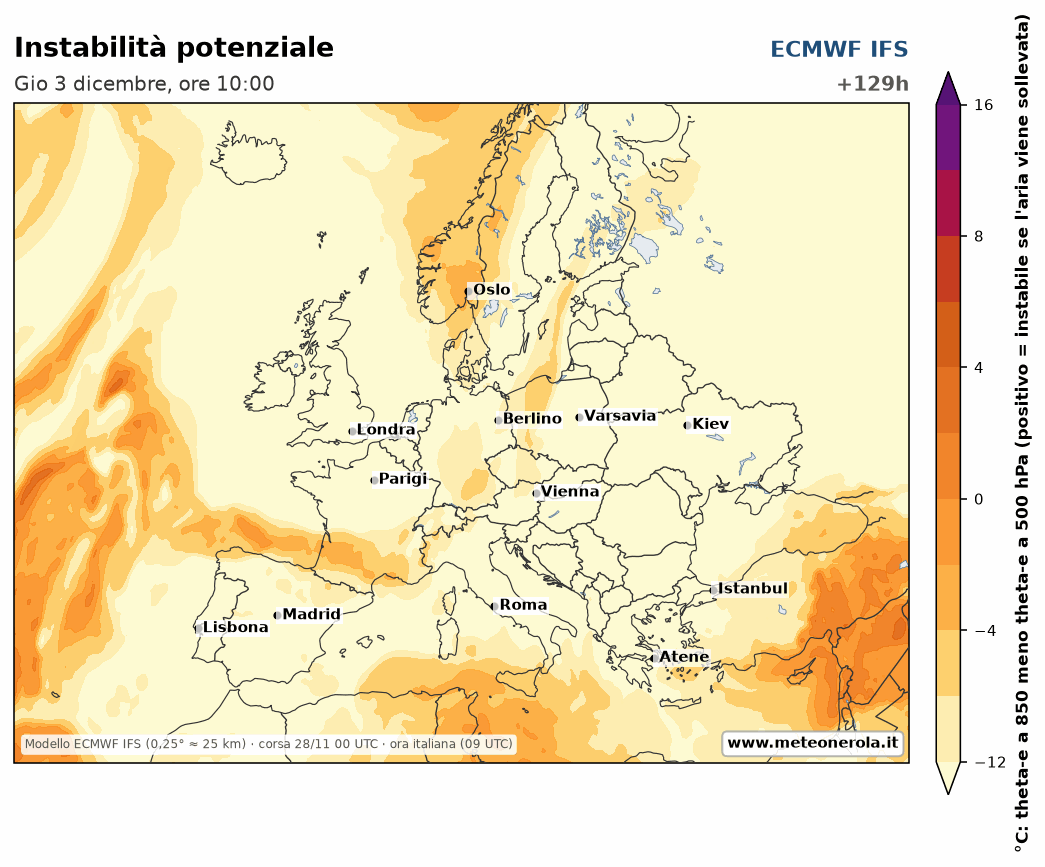 Instabilità potenziale
ECMWF IFS
Gio 3 dicembre, ore 10:00
+129h
Oslo
Londra
Berlino
Varsavia
Kiev
Parigi
Vienna
Istanbul
Roma
Madrid
Lisbona
Atene
Modello ECMWF IFS (0,25° ≈ 25 km) · corsa 28/11 00 UTC · ora italiana (09 UTC)
www.meteonerola.it
16
8
4
0
−4
−12
°C: theta-e a 850 meno theta-e a 500 hPa (positivo = instabile se l'aria viene sollevata)